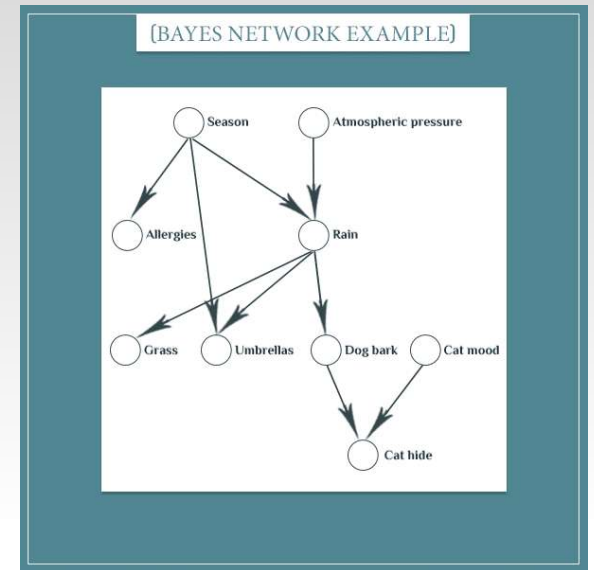 {BAYES NETWORK EXAMPLE}
Season
Atmospheric pressure
Allergies
Rain
Grass
Umbrellas
Dog bark
Cat mood
Cat hide